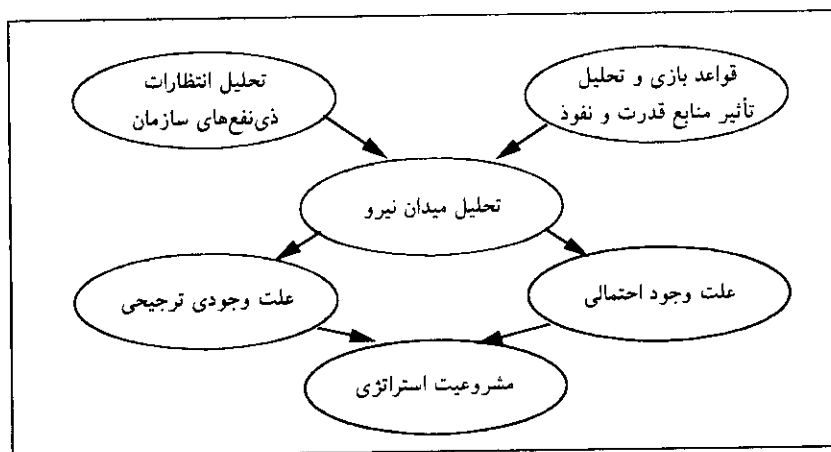 قواعد بازی و تحلیل
تأثیر منابع قدرت و نفوذ
تحلیل انتظارات
ذی‌نفع‌های سازمان
تحلیل میدان نیرو
علت وجود احتمالی
علت وجودی ترجیحی
مشروعیت استراتژی